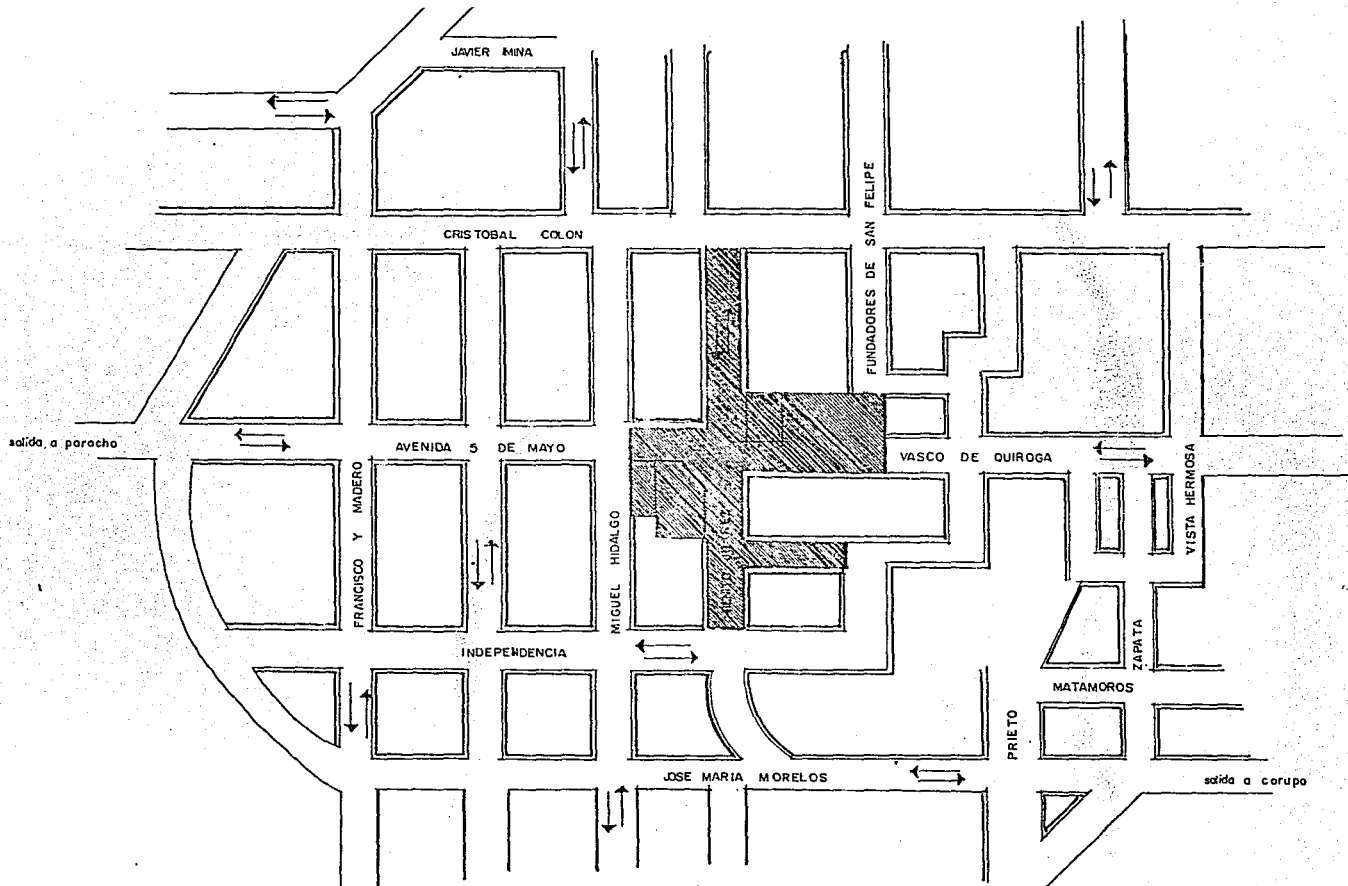 JAVIER MINA
CRISTOBAL COLON
FUNDADORES DE SAN FELIPE
salida, a paracho
AVENIDA 5 DE MAYO
VASCO DE QUIROGA
FRANCISCO Y MADERO
MIGUEL HIDALGO
VISTA HERMOSA
INDEPENDENCIA
ZAPATA
MATAMOROS
PRIETO
JOSE MARIA MORELOS
salida a corupo